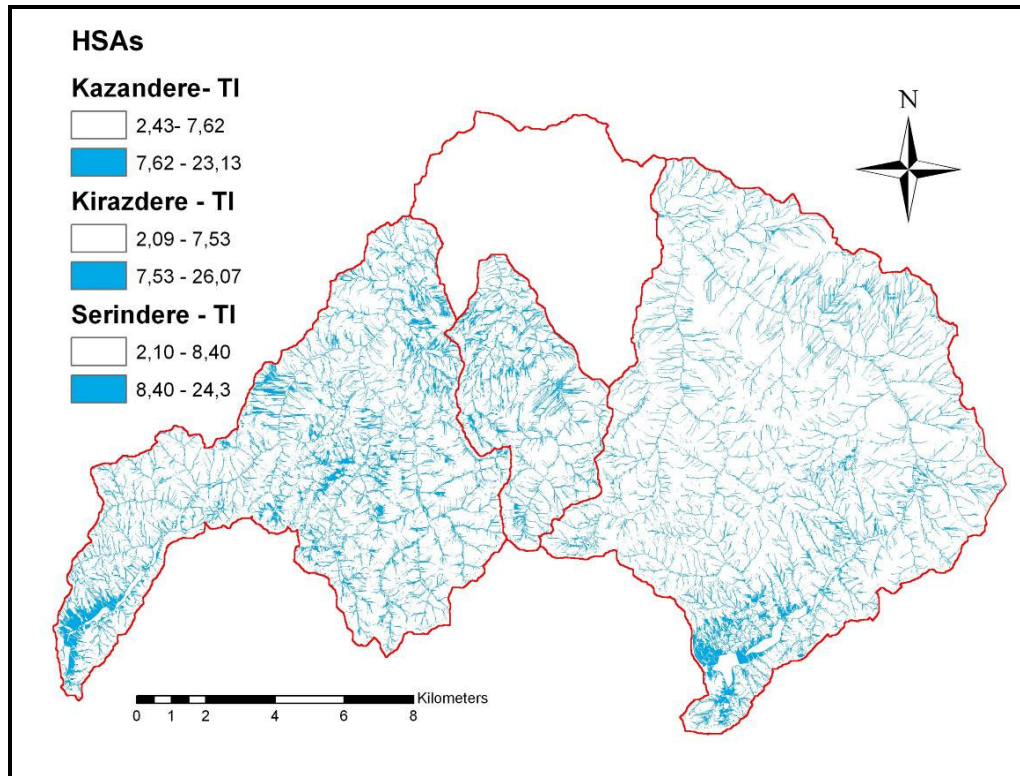 HSAs
Kazandere- TI
2,43- 7,62
7,62 - 23,13
Kirazdere - TI
2,09 - 7,53
7,53 - 26,07
Serindere - TI
2,10 - 8,40
8,40 - 24,3
N
Kilometers
0 1 2 4 6 8